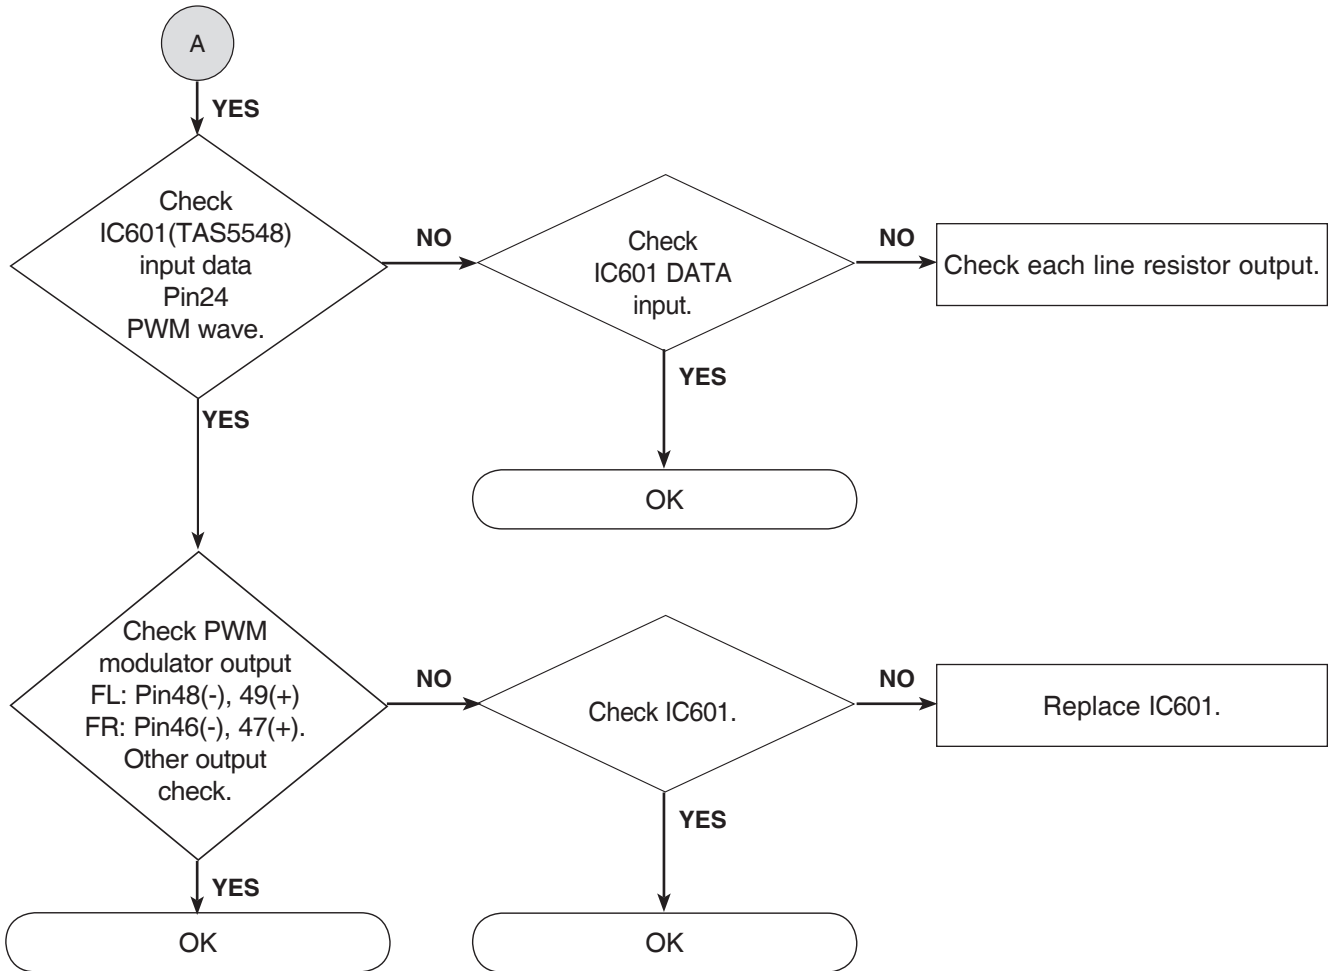 A
YES
Check
IC601(TAS5548)
input data
Pin24
PWM wave.
NO
Check
IC601 DATA
input.
NO
Check each line resistor output.
YES
OK
YES
Check PWM
modulator output
FL: Pin48(-), 49(+)
FR: Pin46(-), 47(+).
Other output
check.
NO
Check IC601.
NO
Replace IC601.
YES
OK
YES
OK